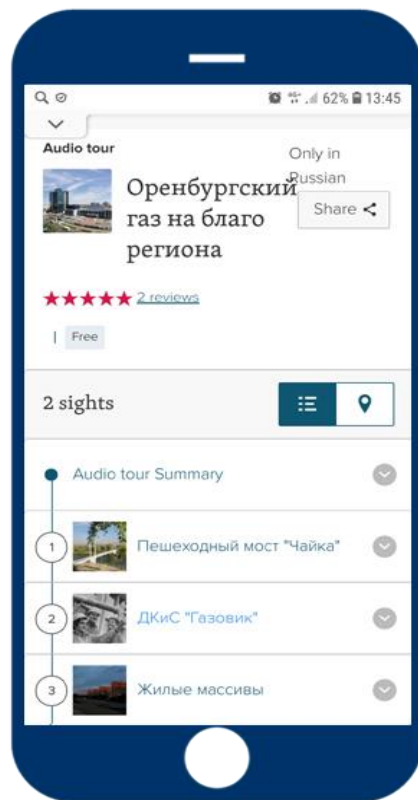 62% 13:45
Audio tour
Only in
Russian
Оренбургский
газ на благо
региона
Share
2 reviews
Free
2 sights
Audio tour Summary
1 Пешеходный мост "Чайка"
2 ДКиС "Газовик"
3 Жилые массивы